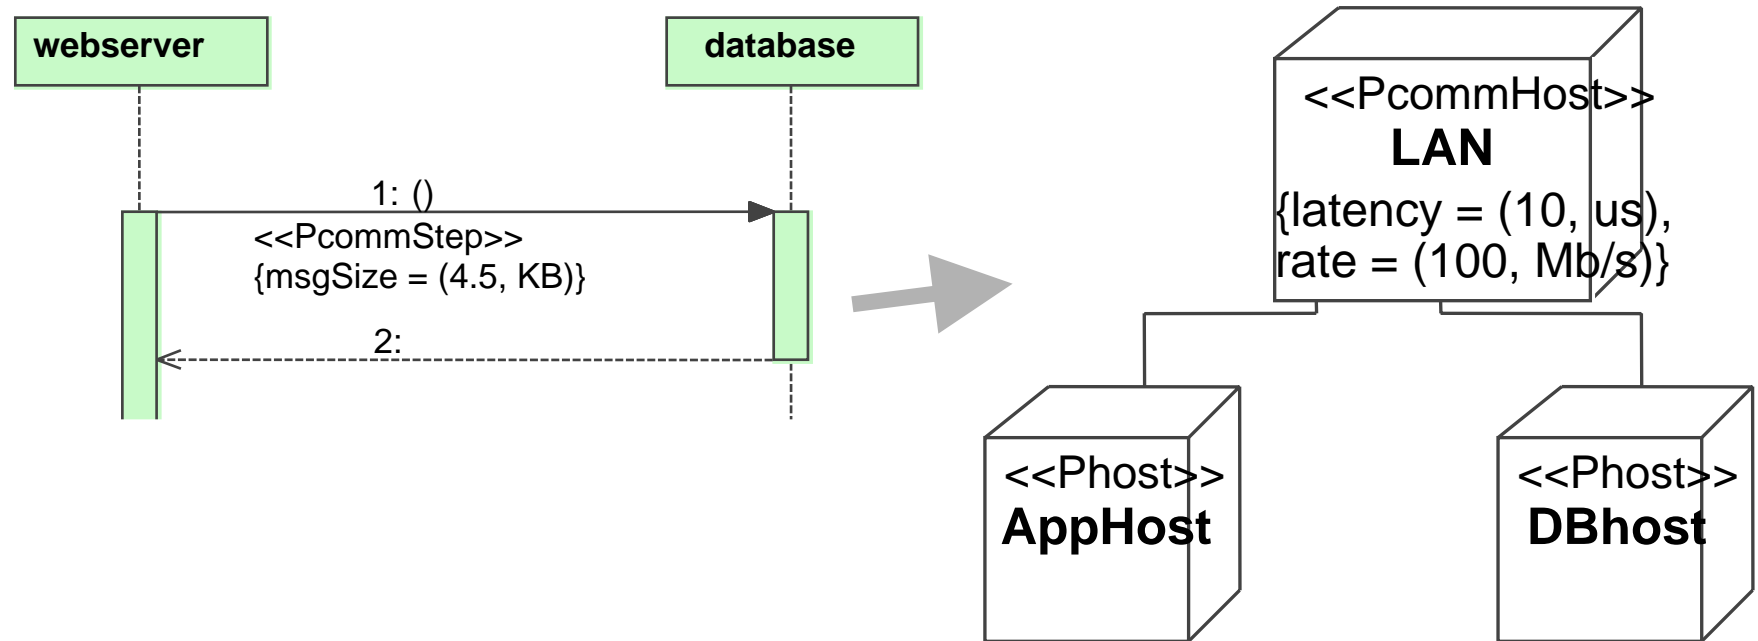 webserver
database
1: ()
<<PcommStep>>
{msgSize = (4.5, KB)}
2:
<<PcommHost>>
LAN
{latency = (10, us),
rate = (100, Mb/s)}
<<Phost>>
AppHost
<<Phost>>
DBhost